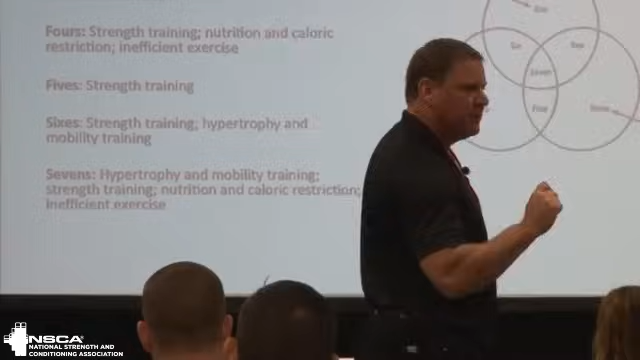 Fours: Strength training; nutrition and caloric
restriction; inefficient exercise
Fives: Strength training
Sixes: Strength training; hypertrophy and
mobility training
Sevens: Hypertrophy and mobility training;
strength training; nutrition and caloric restriction;
inefficient exercise
Six
Seven
NSCA
NATIONAL STRENGTH AND
CONDITIONING ASSOCIATION